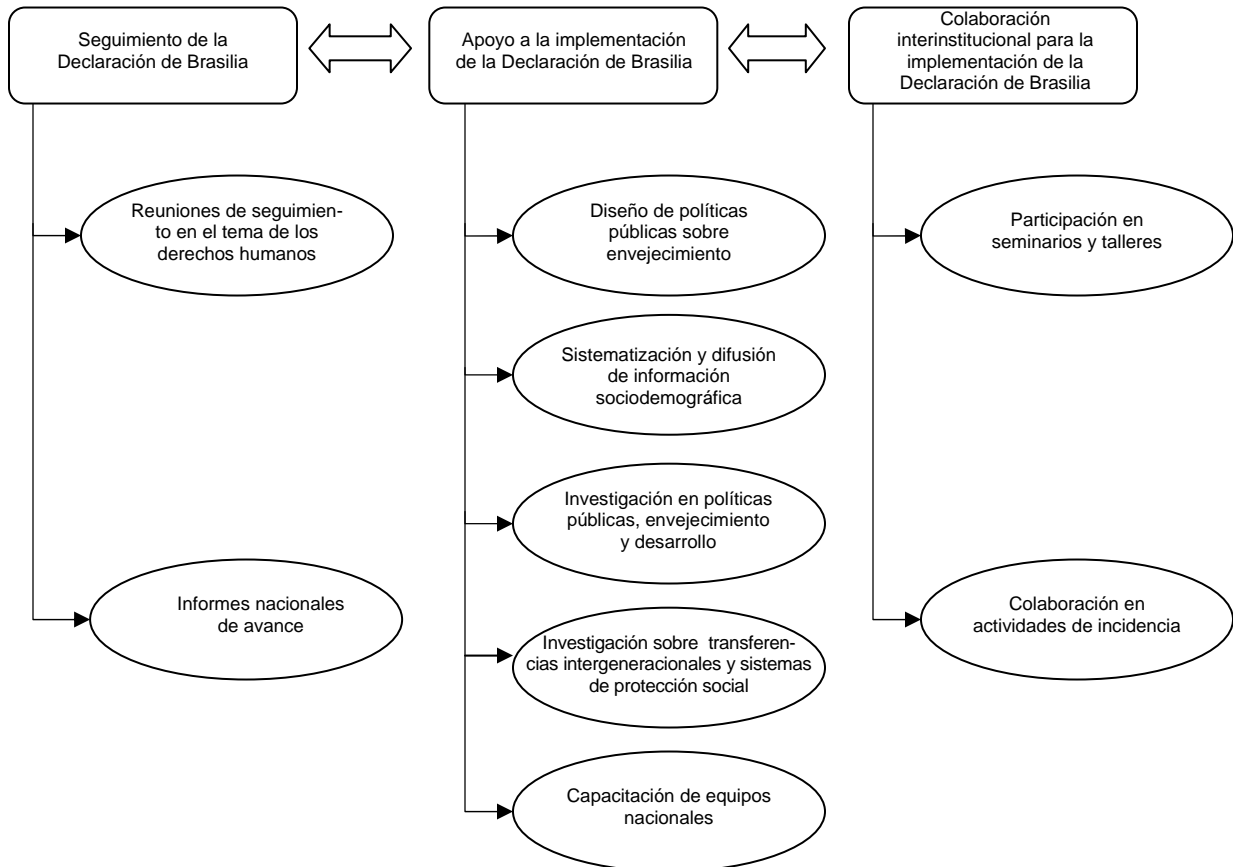 Seguimiento de la
Declaración de Brasilia
Apoyo a la implementación
de la Declaración de Brasilia
Colaboración
interinstitucional para la
implementación de la
Declaración de Brasilia
Reuniones de seguimien-
to en el tema de los
derechos humanos
Informes nacionales
de avance
Diseño de políticas
públicas sobre
envejecimiento
Sistematización y difusión
de información
sociodemográfica
Investigación en políticas
públicas, envejecimiento
y desarrollo
Investigación sobre transferen-
cias intergeneracionales y sistemas
de protección social
Capacitación de equipos
nacionales
Participación en
seminarios y talleres
Colaboración en
actividades de incidencia